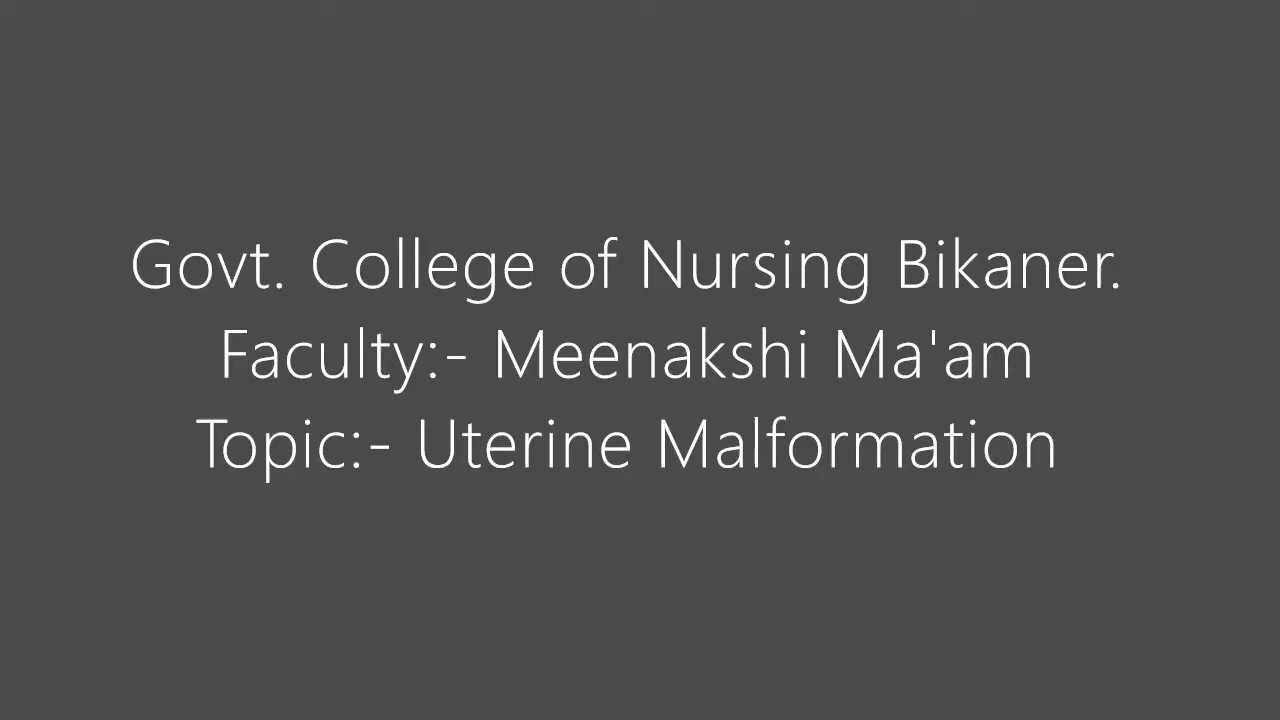 Govt. College of Nursing Bikaner.
Faculty:- Meenakshi Ma'am
Topic:- Uterine Malformation